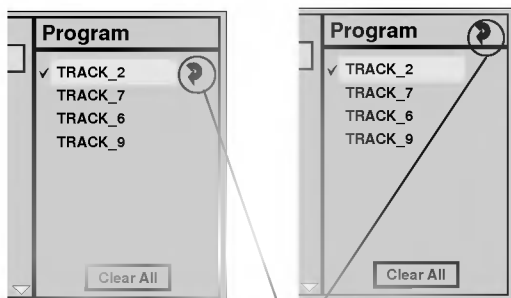 Program
✓ TRACK_2
TRACK_7
TRACK_6
TRACK_9
Clear All
Program
✓ TRACK_2
TRACK_7
TRACK_6
TRACK_9
Clear All